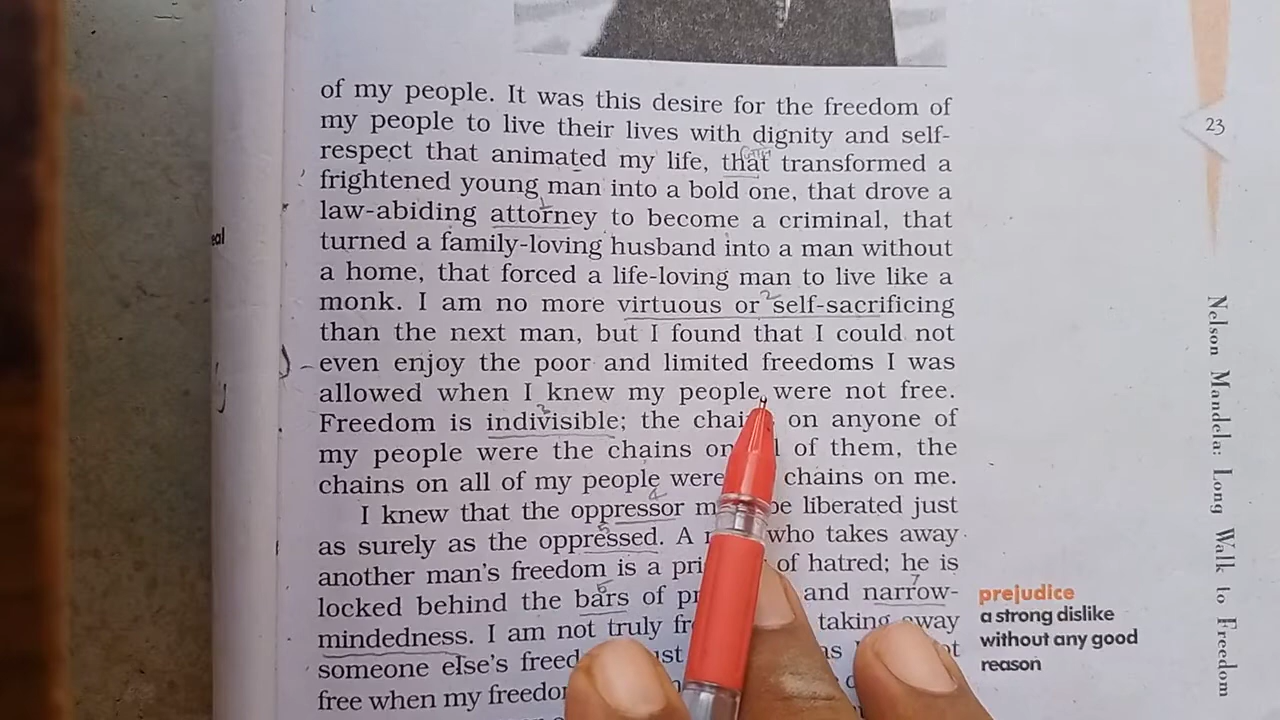 of my people. It was this desire for the freedom of
my people to live their lives with dignity and self-
respect that animated my life, that transformed a
frightened young man into a bold one, that drove a
law-abiding attorney to become a criminal, that
turned a family-loving husband into a man without
a home, that forced a life-loving man to live like a
monk. I am no more virtuous or self-sacrificing
than the next man, but I found that I could not
even enjoy the poor and limited freedoms I was
allowed when I knew my people were not free.
Freedom is indivisible; the on anyone of
my people were the chains of them, the
chains on all of my people were chains on me.
I knew that the oppressor be liberated just
as surely as the oppressed. A who takes away
another man's freedom is a of hatred; he is
locked behind the bars of and narrow-
mindedness. I am not truly taking away
someone else's
free when my
prejudice
a strong dislike
without any good
reason
23
Nelson Mandela: Long Walk to Freedom